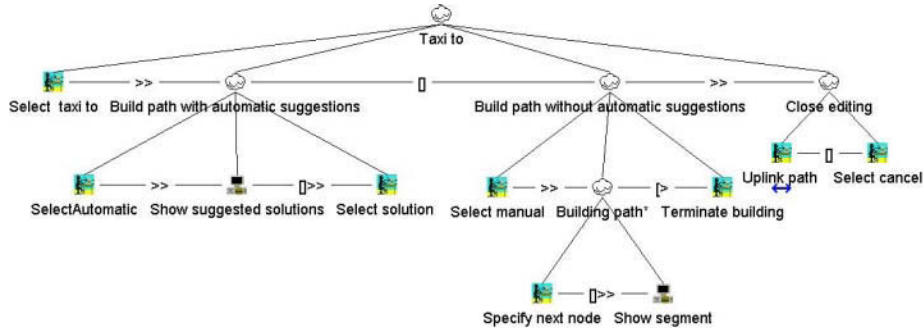 Taxi to
>> [] >>
Select taxi to Build path with automatic suggestions Build path without automatic suggestions Close editing
[]
Uplink path Select cancel
>> []>> >> [>
SelectAutomatic Show suggested solutions Select solution Select manual Building path* Terminate building
[]>>
Specify next node Show segment